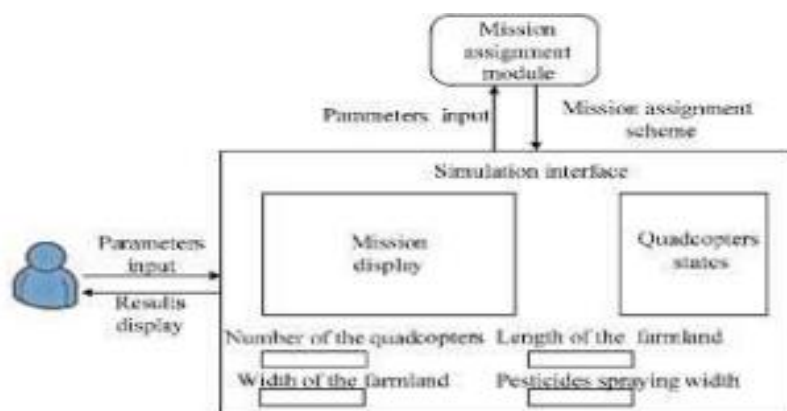 Mission
assignment
module
Parameters input
Mission assignment
scheme
Simulation interface
Parameters
input
Results
display
Mission
display
Quadcopters
states
Number of the quadcopters
Length of the farmland
Width of the farmland
Pesticides spraying width